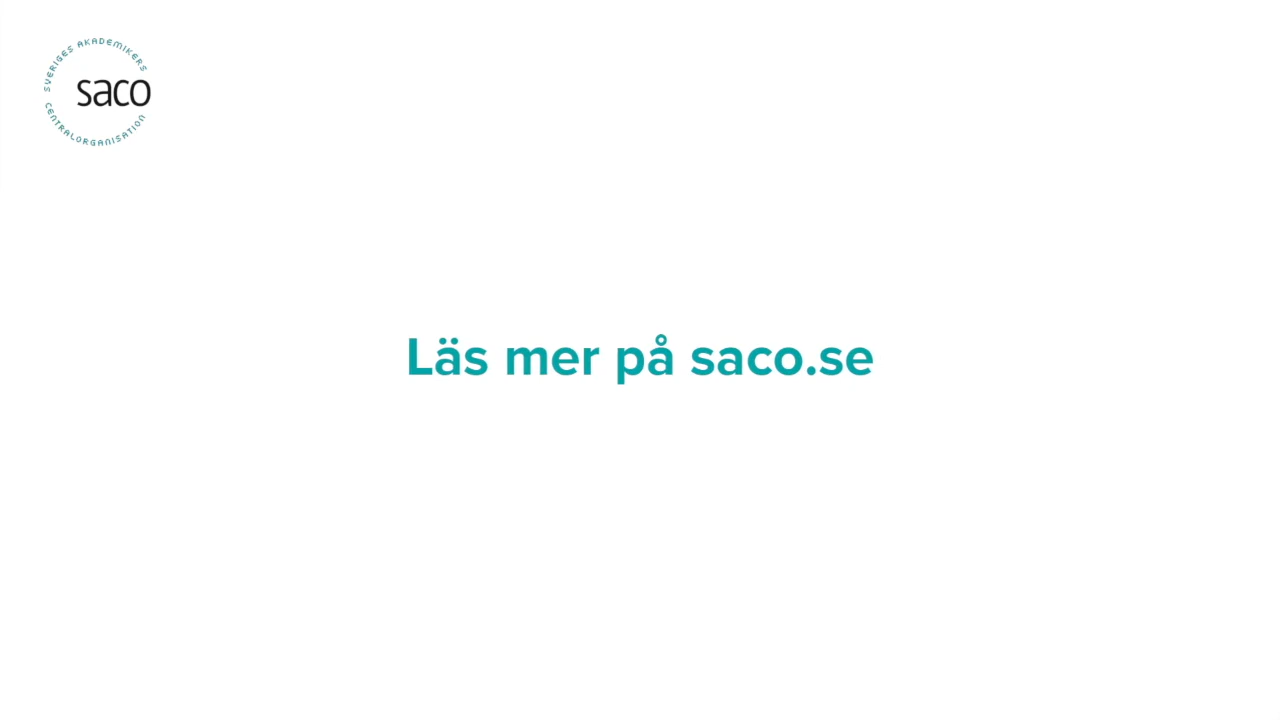 SVERIGES AKADEMIKERS
saco
CENTRALORGANISATION
Läs mer på saco.se